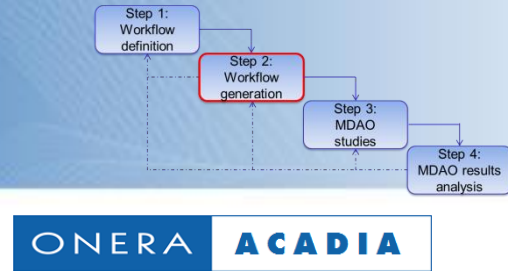 Step 1:
Workflow
definition
Step 2:
Workflow
generation
Step 3:
MDAO
studies
Step 4:
MDAO results
analysis
ONERA ACADIA